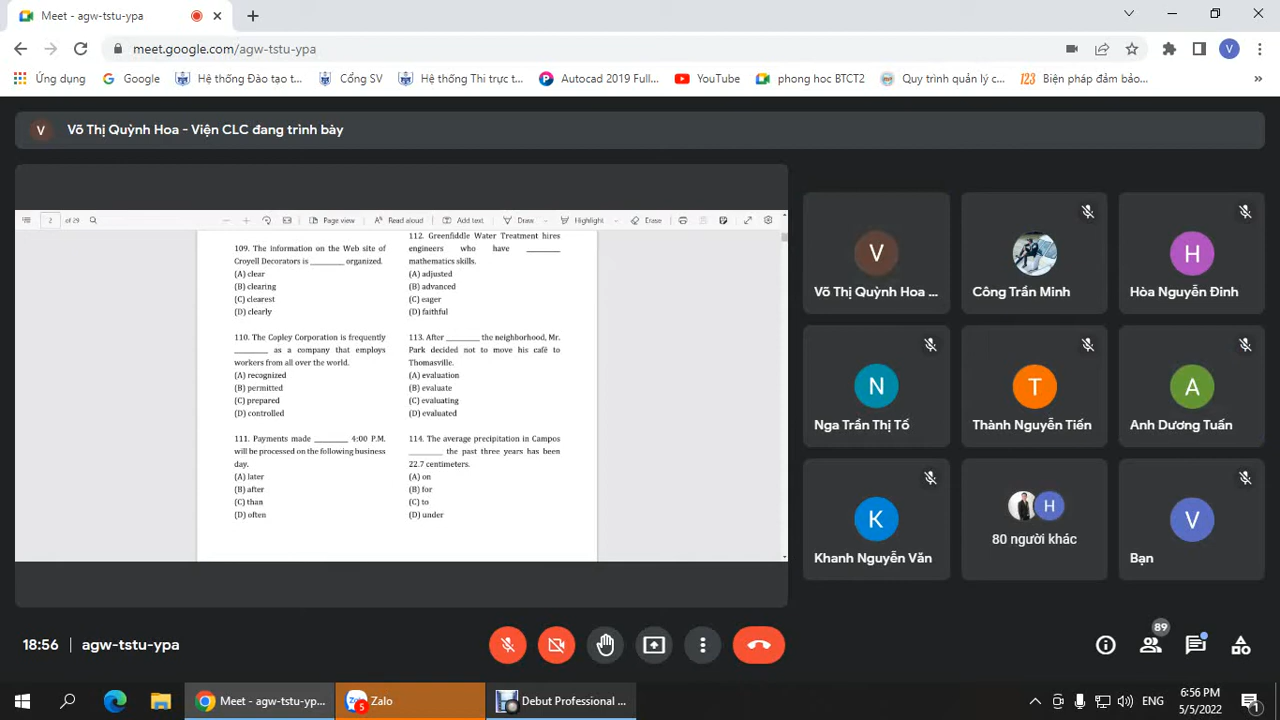 Meet - agw-tstu-ypa
meet.google.com/agw-tstu-ypa
V
Ứng dụng
Google
Hệ thống Đào tạo t...
Cổng SV
Hệ thống Thi trực t...
Autocad 2019 Full...
YouTube
phong hoc BTCT2
Quy trình quản lý c...
123 Biện pháp đảm bảo...
»
V Võ Thị Quỳnh Hoa - Viện CLC đang trình bày
2 of 29
Page view
Read aloud
Add text
Draw
Highlight
Erase
109. The information on the Web site of
Croyell Decorators is ________ organized.
(A) clear
(B) clearing
(C) clearest
(D) clearly
110. The Copley Corporation is frequently
________ as a company that employs
workers from all over the world.
(A) recognized
(B) permitted
(C) prepared
(D) controlled
111. Payments made ________ 4:00 P.M.
will be processed on the following business
day.
(A) later
(B) after
(C) than
(D) often
112. Greenfiddle Water Treatment hires
engineers who have ________
mathematics skills.
(A) adjusted
(B) advanced
(C) eager
(D) faithful
113. After ________ the neighborhood, Mr.
Park decided not to move his café to
Thomasville.
(A) evaluation
(B) evaluate
(C) evaluating
(D) evaluated
114. The average precipitation in Campos
________ the past three years has been
22.7 centimeters.
(A) on
(B) for
(C) to
(D) under
V
Võ Thị Quỳnh Hoa ...
Công Trần Minh
H
Hòa Nguyễn Đình
N
Nga Trần Thị Tố
T
Thành Nguyễn Tiến
A
Anh Dương Tuấn
K
Khanh Nguyễn Văn
H
80 người khác
V
Bạn
18:56 | agw-tstu-ypa
89
Meet - agw-tstu-yp...
Zalo
5
Debut Professional ...
ENG
6:56 PM
5/5/2022
1